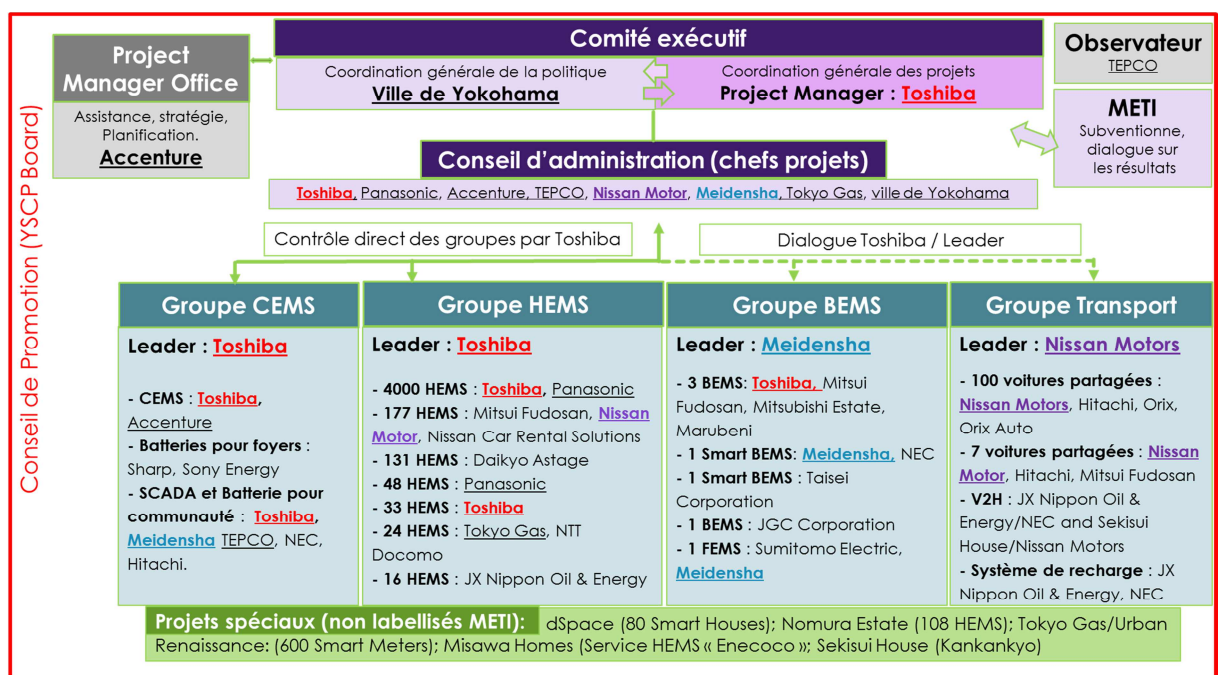 Conseil de Promotion (YSCP Board)
Project
Manager Office
Assistance, stratégie,
Planification.
Accenture
Comité exécutif
Coordination générale de la politique
Ville de Yokohama
Coordination générale des projets
Project Manager : Toshiba
Observateur
TEPCO
METI
Subventionne,
dialogue sur
les résultats
Conseil d'administration (chefs projets)
Toshiba, Panasonic, Accenture, TEPCO, Nissan Motor, Meidensha, Tokyo Gas, ville de Yokohama
Contrôle direct des groupes par Toshiba
Dialogue Toshiba / Leader
Groupe CEMS
Leader : Toshiba
- CEMS : Toshiba,
Accenture
- Batteries pour foyers :
Sharp, Sony Energy
- SCADA et Batterie pour
communauté : Toshiba,
Meidensha TEPCO, NEC,
Hitachi.
Groupe HEMS
Leader : Toshiba
- 4000 HEMS : Toshiba, Panasonic
- 177 HEMS : Mitsui Fudosan, Nissan
Motor, Nissan Car Rental Solutions
- 131 HEMS : Daikyo Astage
- 48 HEMS : Panasonic
- 33 HEMS : Toshiba
- 24 HEMS : Tokyo Gas, NTT
Docomo
- 16 HEMS : JX Nippon Oil & Energy
Groupe BEMS
Leader : Meidensha
- 3 BEMS: Toshiba, Mitsui
Fudosan, Mitsubishi Estate,
Marubeni
- 1 Smart BEMS: Meidensha, NEC
- 1 Smart BEMS : Taisei
Corporation
- 1 BEMS : JGC Corporation
- 1 FEMS : Sumitomo Electric,
Meidensha
Groupe Transport
Leader : Nissan Motors
- 100 voitures partagées :
Nissan Motors, Hitachi, Orix,
Orix Auto
- 7 voitures partagées : Nissan
Motor, Hitachi, Mitsui Fudosan
- V2H : JX Nippon Oil &
Energy/NEC and Sekisui
House/Nissan Motors
- Système de recharge : JX
Nippon Oil & Energy, NEC
Projets spéciaux (non labellisés METI): dSpace (80 Smart Houses); Nomura Estate (108 HEMS); Tokyo Gas/Urban
Renaissance: (600 Smart Meters); Misawa Homes (Service HEMS « Enecoco »; Sekisui House (Kankankyo)